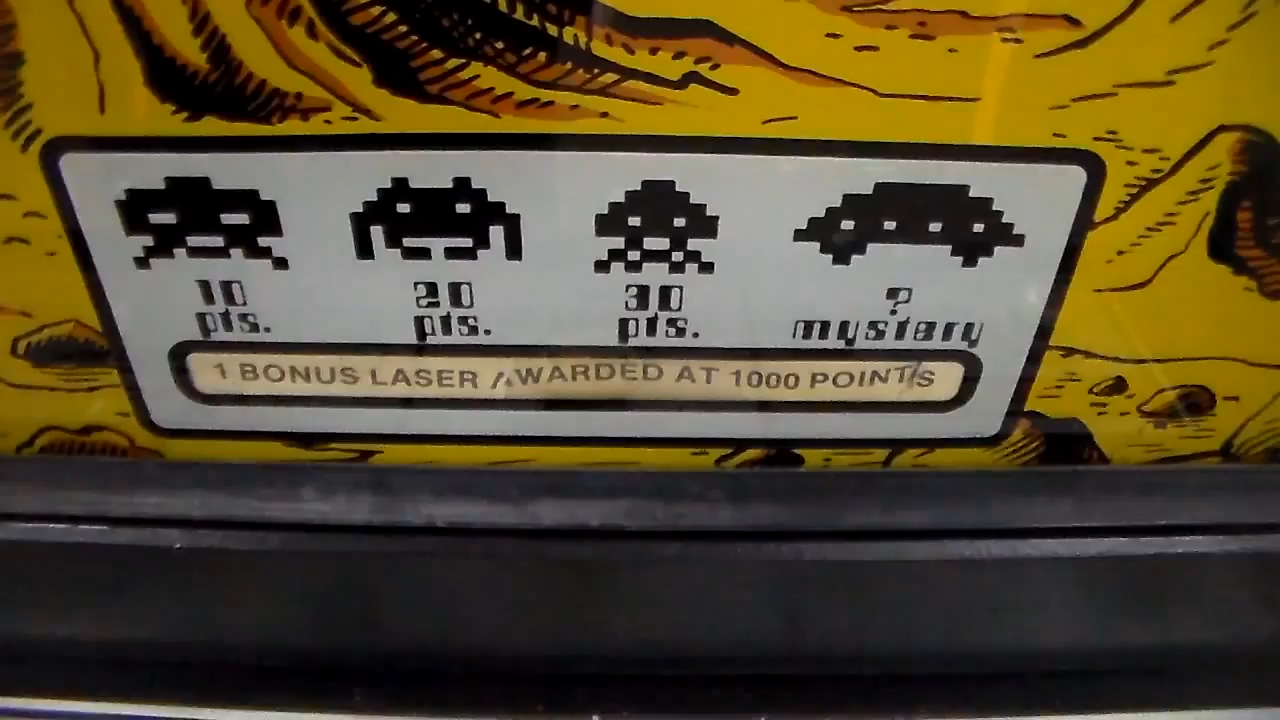 10 20 30 ?
pts. pts. pts. mystery
1 BONUS LASER AWARDED AT 1000 POINTS